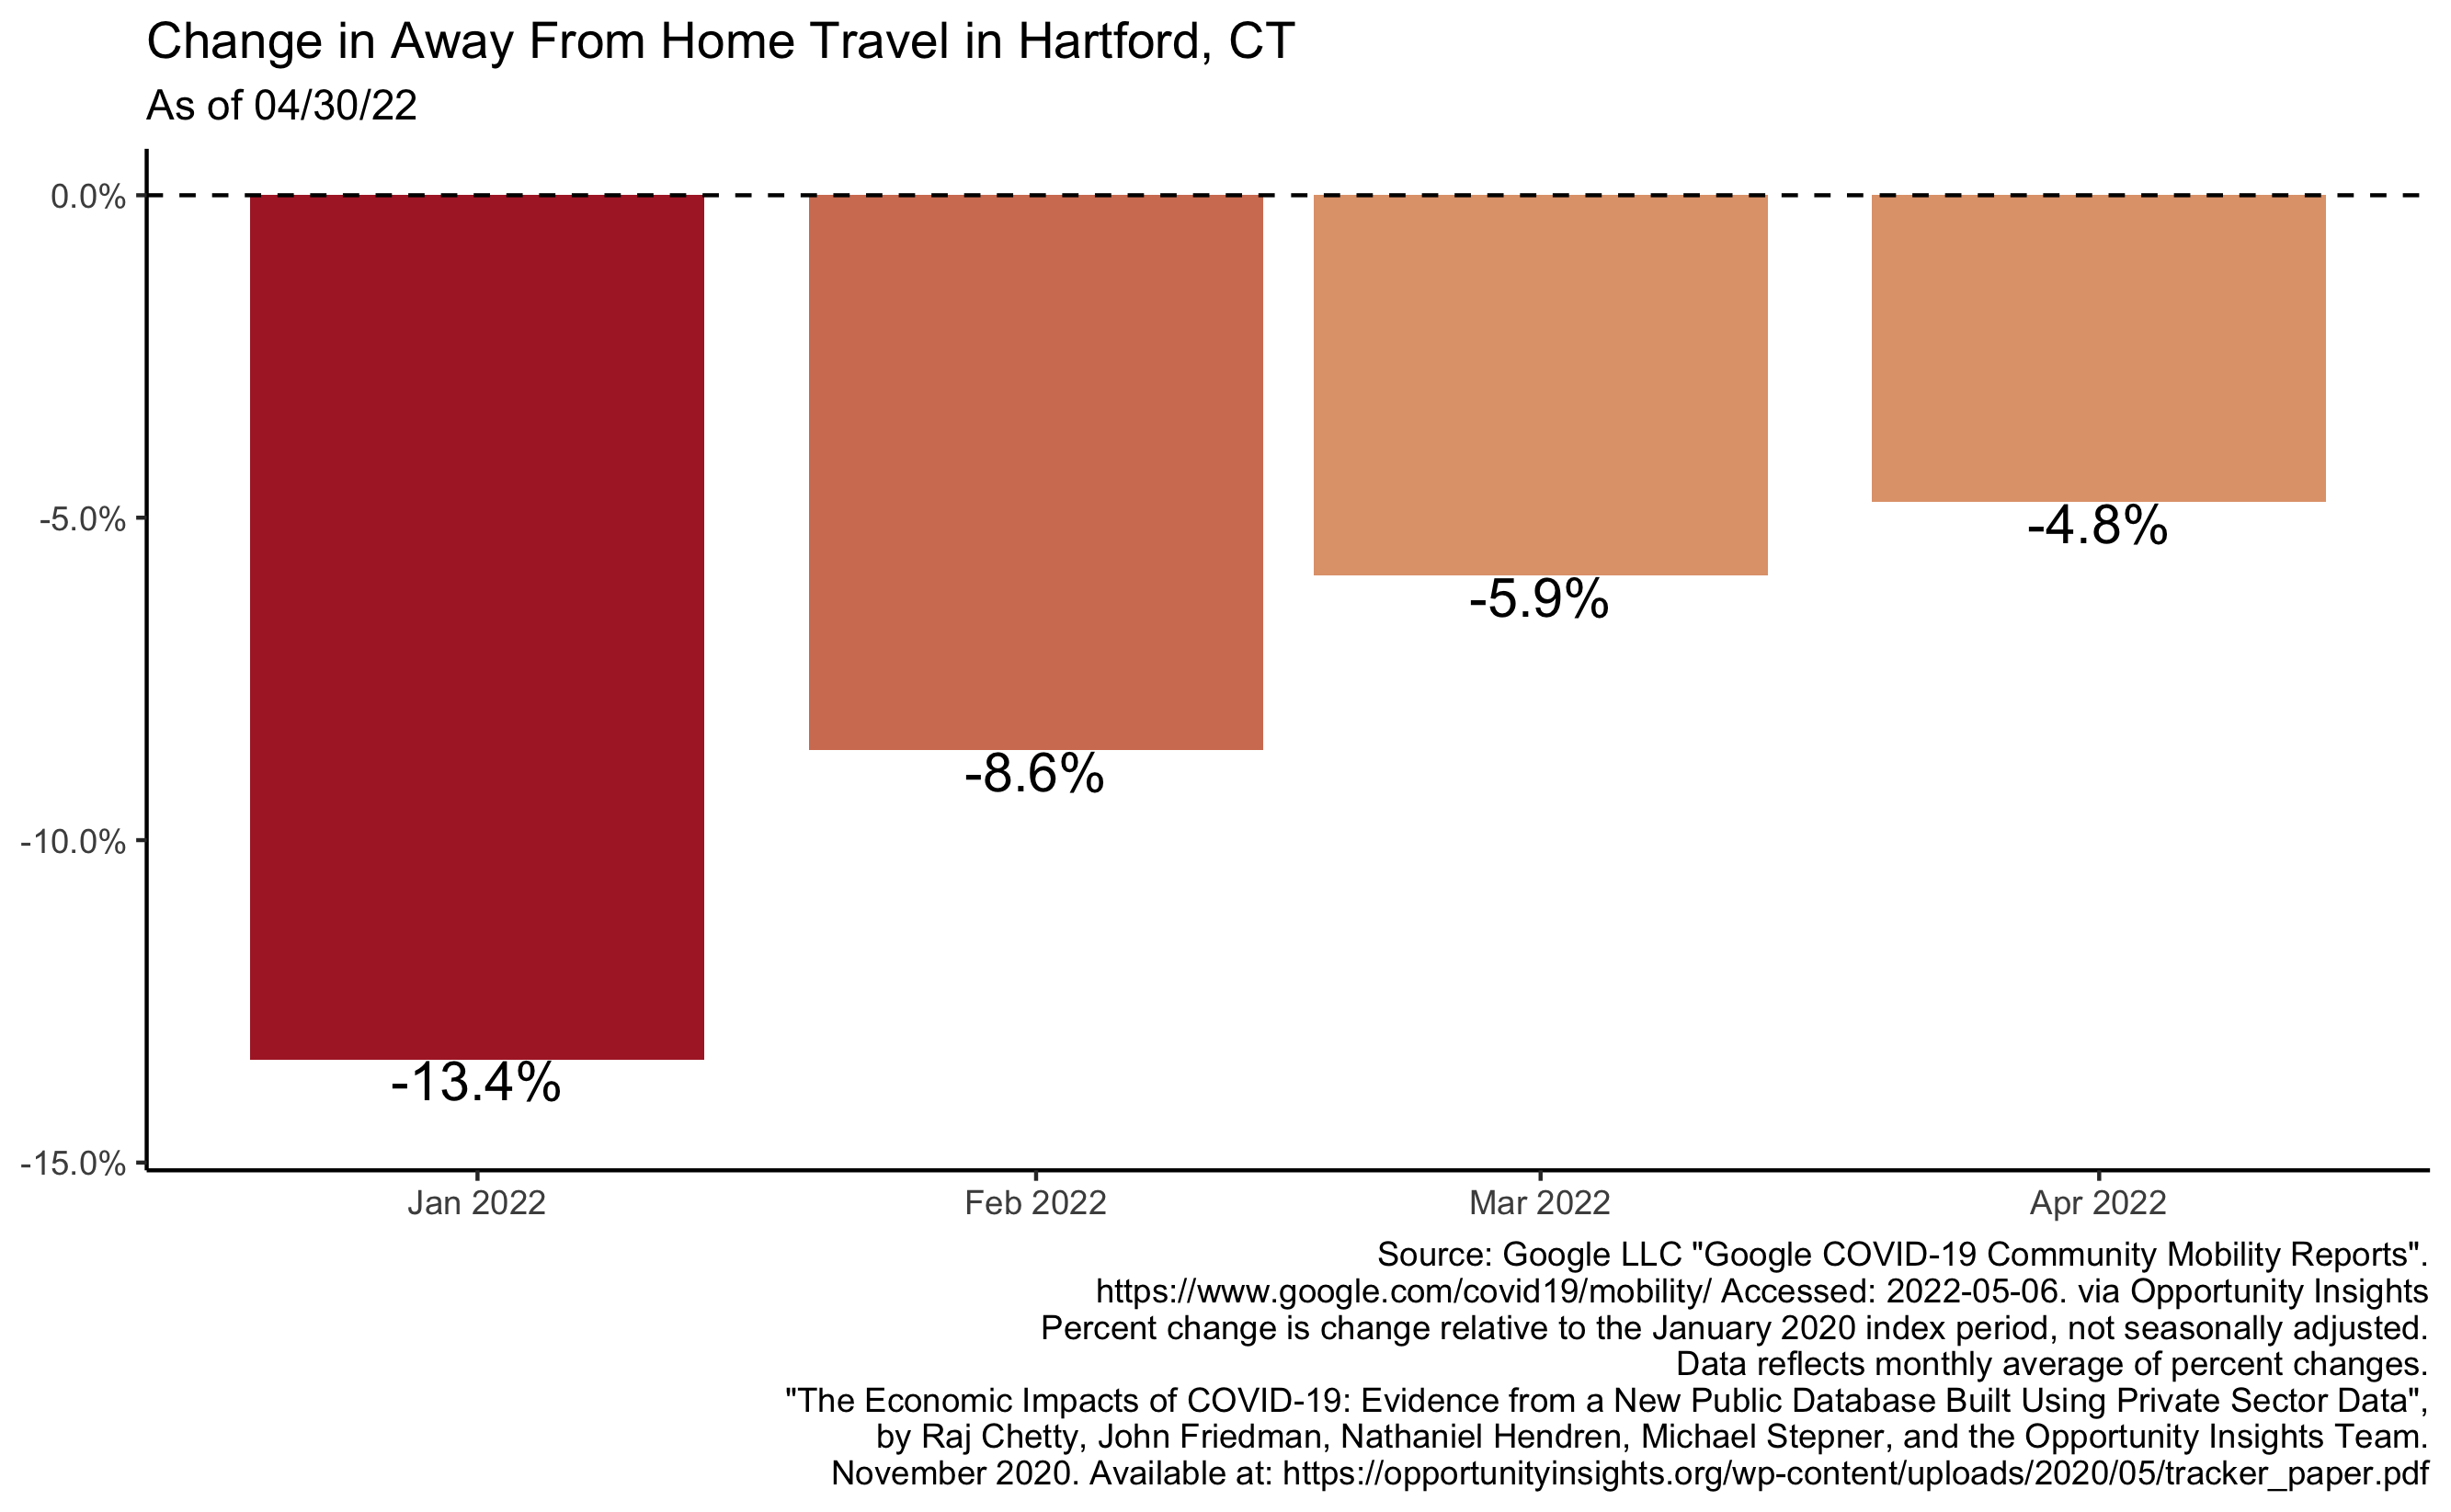 Change in Away From Home Travel in Hartford, CT
As of 04/30/22
0.0%
-5.0%
-10.0%
-15.0%
-13.4%
-8.6%
-5.9%
-4.8%
Jan 2022
Feb 2022
Mar 2022
Apr 2022
Source: Google LLC "Google COVID-19 Community Mobility Reports".
https://www.google.com/covid19/mobility/ Accessed: 2022-05-06. via Opportunity Insights
Percent change is change relative to the January 2020 index period, not seasonally adjusted.
Data reflects monthly average of percent changes.
"The Economic Impacts of COVID-19: Evidence from a New Public Database Built Using Private Sector Data",
by Raj Chetty, John Friedman, Nathaniel Hendren, Michael Stepner, and the Opportunity Insights Team.
November 2020. Available at: https://opportunityinsights.org/wp-content/uploads/2020/05/tracker_paper.pdf